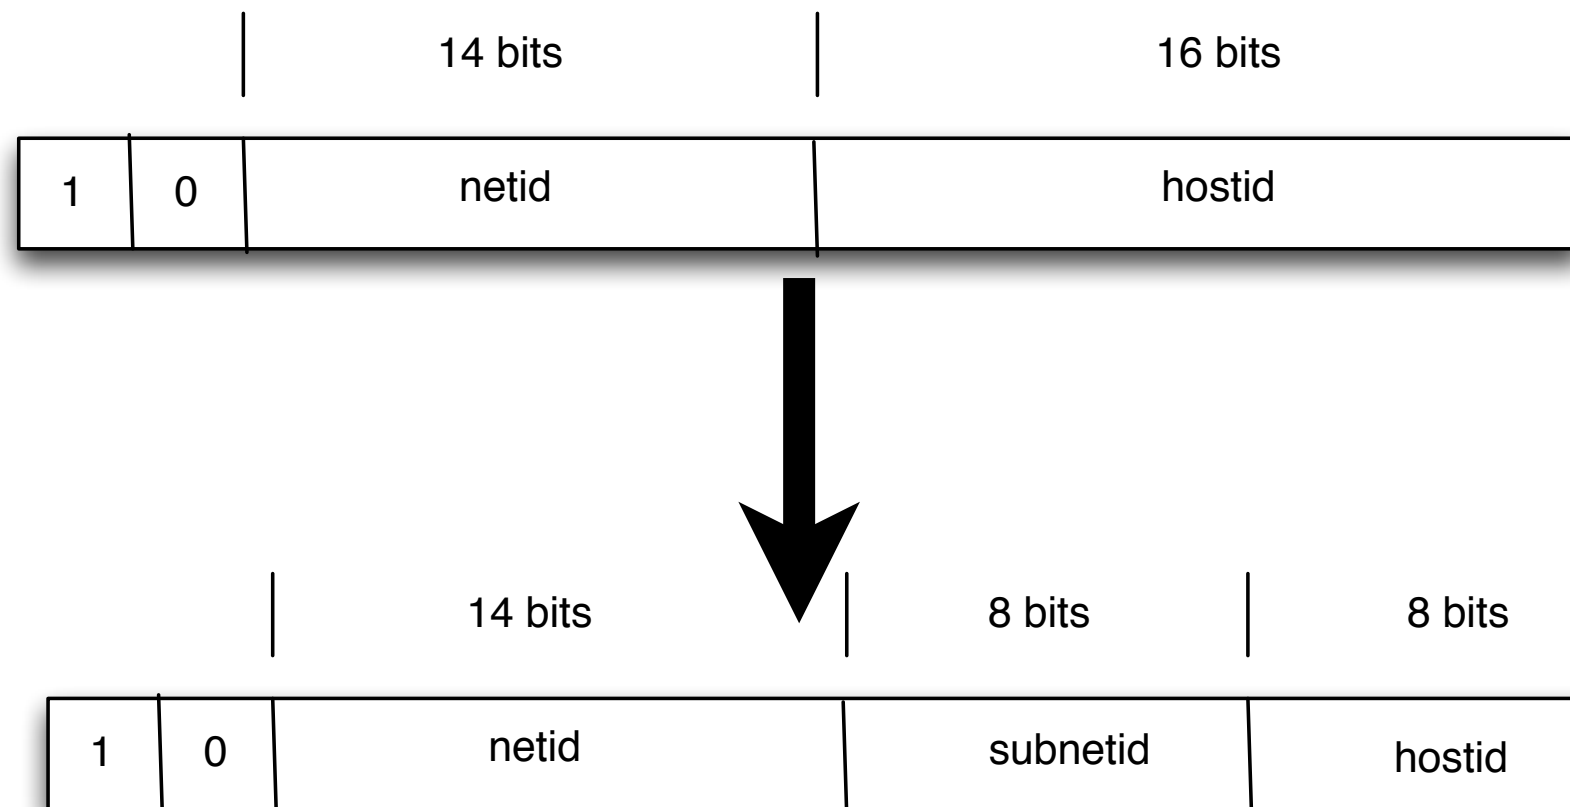 14 bits 16 bits
1 0 netid hostid
14 bits 8 bits 8 bits
1 0 netid subnetid hostid